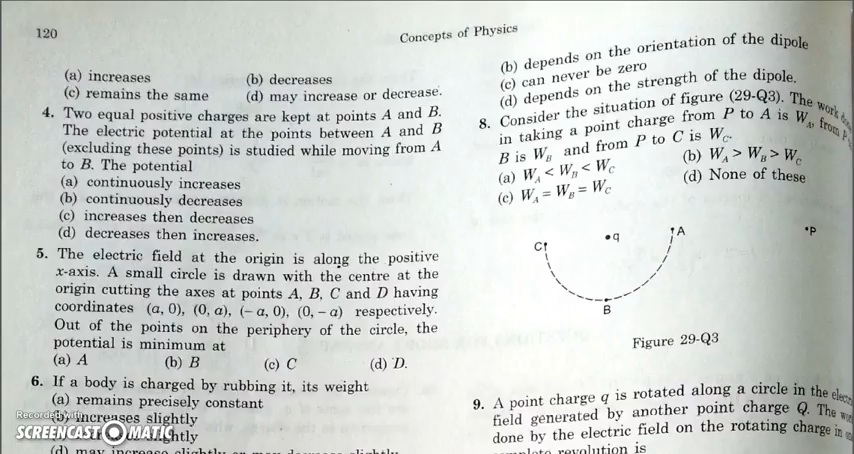 120
Concepts of Physics
(a) increases (b) decreases
(c) remains the same (d) may increase or decrease.
4. Two equal positive charges are kept at points A and B.
The electric potential at the points between A and B
(excluding these points) is studied while moving from A
to B. The potential
(a) continuously increases
(b) continuously decreases
(c) increases then decreases
(d) decreases then increases.
5. The electric field at the origin is along the positive
x-axis. A small circle is drawn with the centre at the
origin cutting the axes at points A, B, C and D having
coordinates (a, 0), (0, a), (− a, 0), (0, − a) respectively.
Out of the points on the periphery of the circle, the
potential is minimum at
(a) A (b) B (c) C (d) D.
6. If a body is charged by rubbing it, its weight
(a) remains precisely constant
increases slightly
slightly
(d) may increase slightly or may decrease slightly.
(b) depends on the orientation of the dipole
(c) can never be zero
(d) depends on the strength of the dipole.
8. Consider the situation of figure (29-Q3). The work
in taking a point charge from P to A is W_A, from
B is W_B and from P to C is W_C.
(a) W_A < W_B < W_C (b) W_A > W_B > W_C
(c) W_A = W_B = W_C (d) None of these
C q A P
B
Figure 29-Q3
9. A point charge q is rotated along a circle in the
field generated by another point charge Q. The
done by the electric field on the rotating charge in
revolution is
Recorded with
SCREENCAST O MATIC